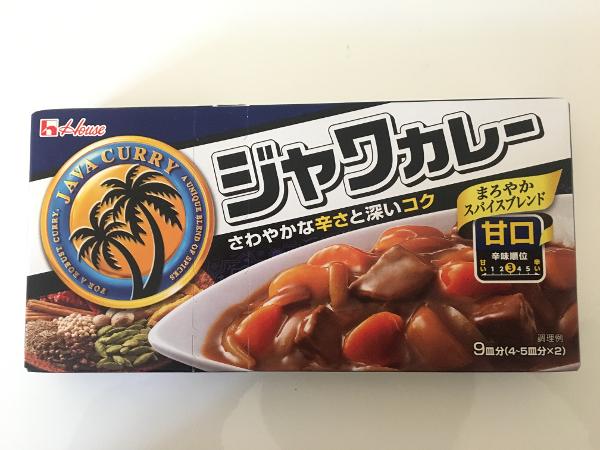 House
ジャワカレー
JAVA CURRY
A UNIQUE BLEND OF SPICES
FOR A ROBUST CURRY.
さわやかな辛さと深いコク
まろやか
スパイスブレンド
甘口
辛味順位
甘い 1 2 3 4 5 辛い
調理例
9皿分(4~5皿分×2)